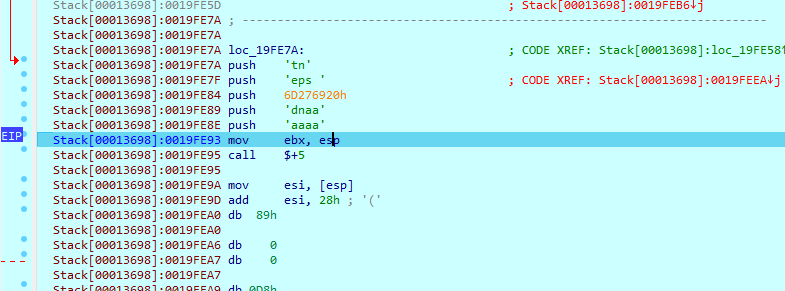 Stack[00013698]:0019FE5D ; Stack[00013698]:0019FEB6↓j
Stack[00013698]:0019FE7A ; ---------------------------------------------------------------------------
Stack[00013698]:0019FE7A
Stack[00013698]:0019FE7A loc_19FE7A: ; CODE XREF: Stack[00013698]:loc_19FE58↑
Stack[00013698]:0019FE7A push 'tn'
Stack[00013698]:0019FE7F push 'eps ' ; CODE XREF: Stack[00013698]:0019FEEA↓j
Stack[00013698]:0019FE84 push 6D276920h
Stack[00013698]:0019FE89 push 'dnaa'
Stack[00013698]:0019FE8E push 'aaaa'
EIP Stack[00013698]:0019FE93 mov ebx, esp
Stack[00013698]:0019FE95 call $+5
Stack[00013698]:0019FE95
Stack[00013698]:0019FE9A mov esi, [esp]
Stack[00013698]:0019FE9D add esi, 28h ; '('
Stack[00013698]:0019FEA0 db 89h
Stack[00013698]:0019FEA0
Stack[00013698]:0019FEA6 db 0
Stack[00013698]:0019FEA7 db 0
Stack[00013698]:0019FEA7
Stack[00013698]:0019FEA9 db 0D8h